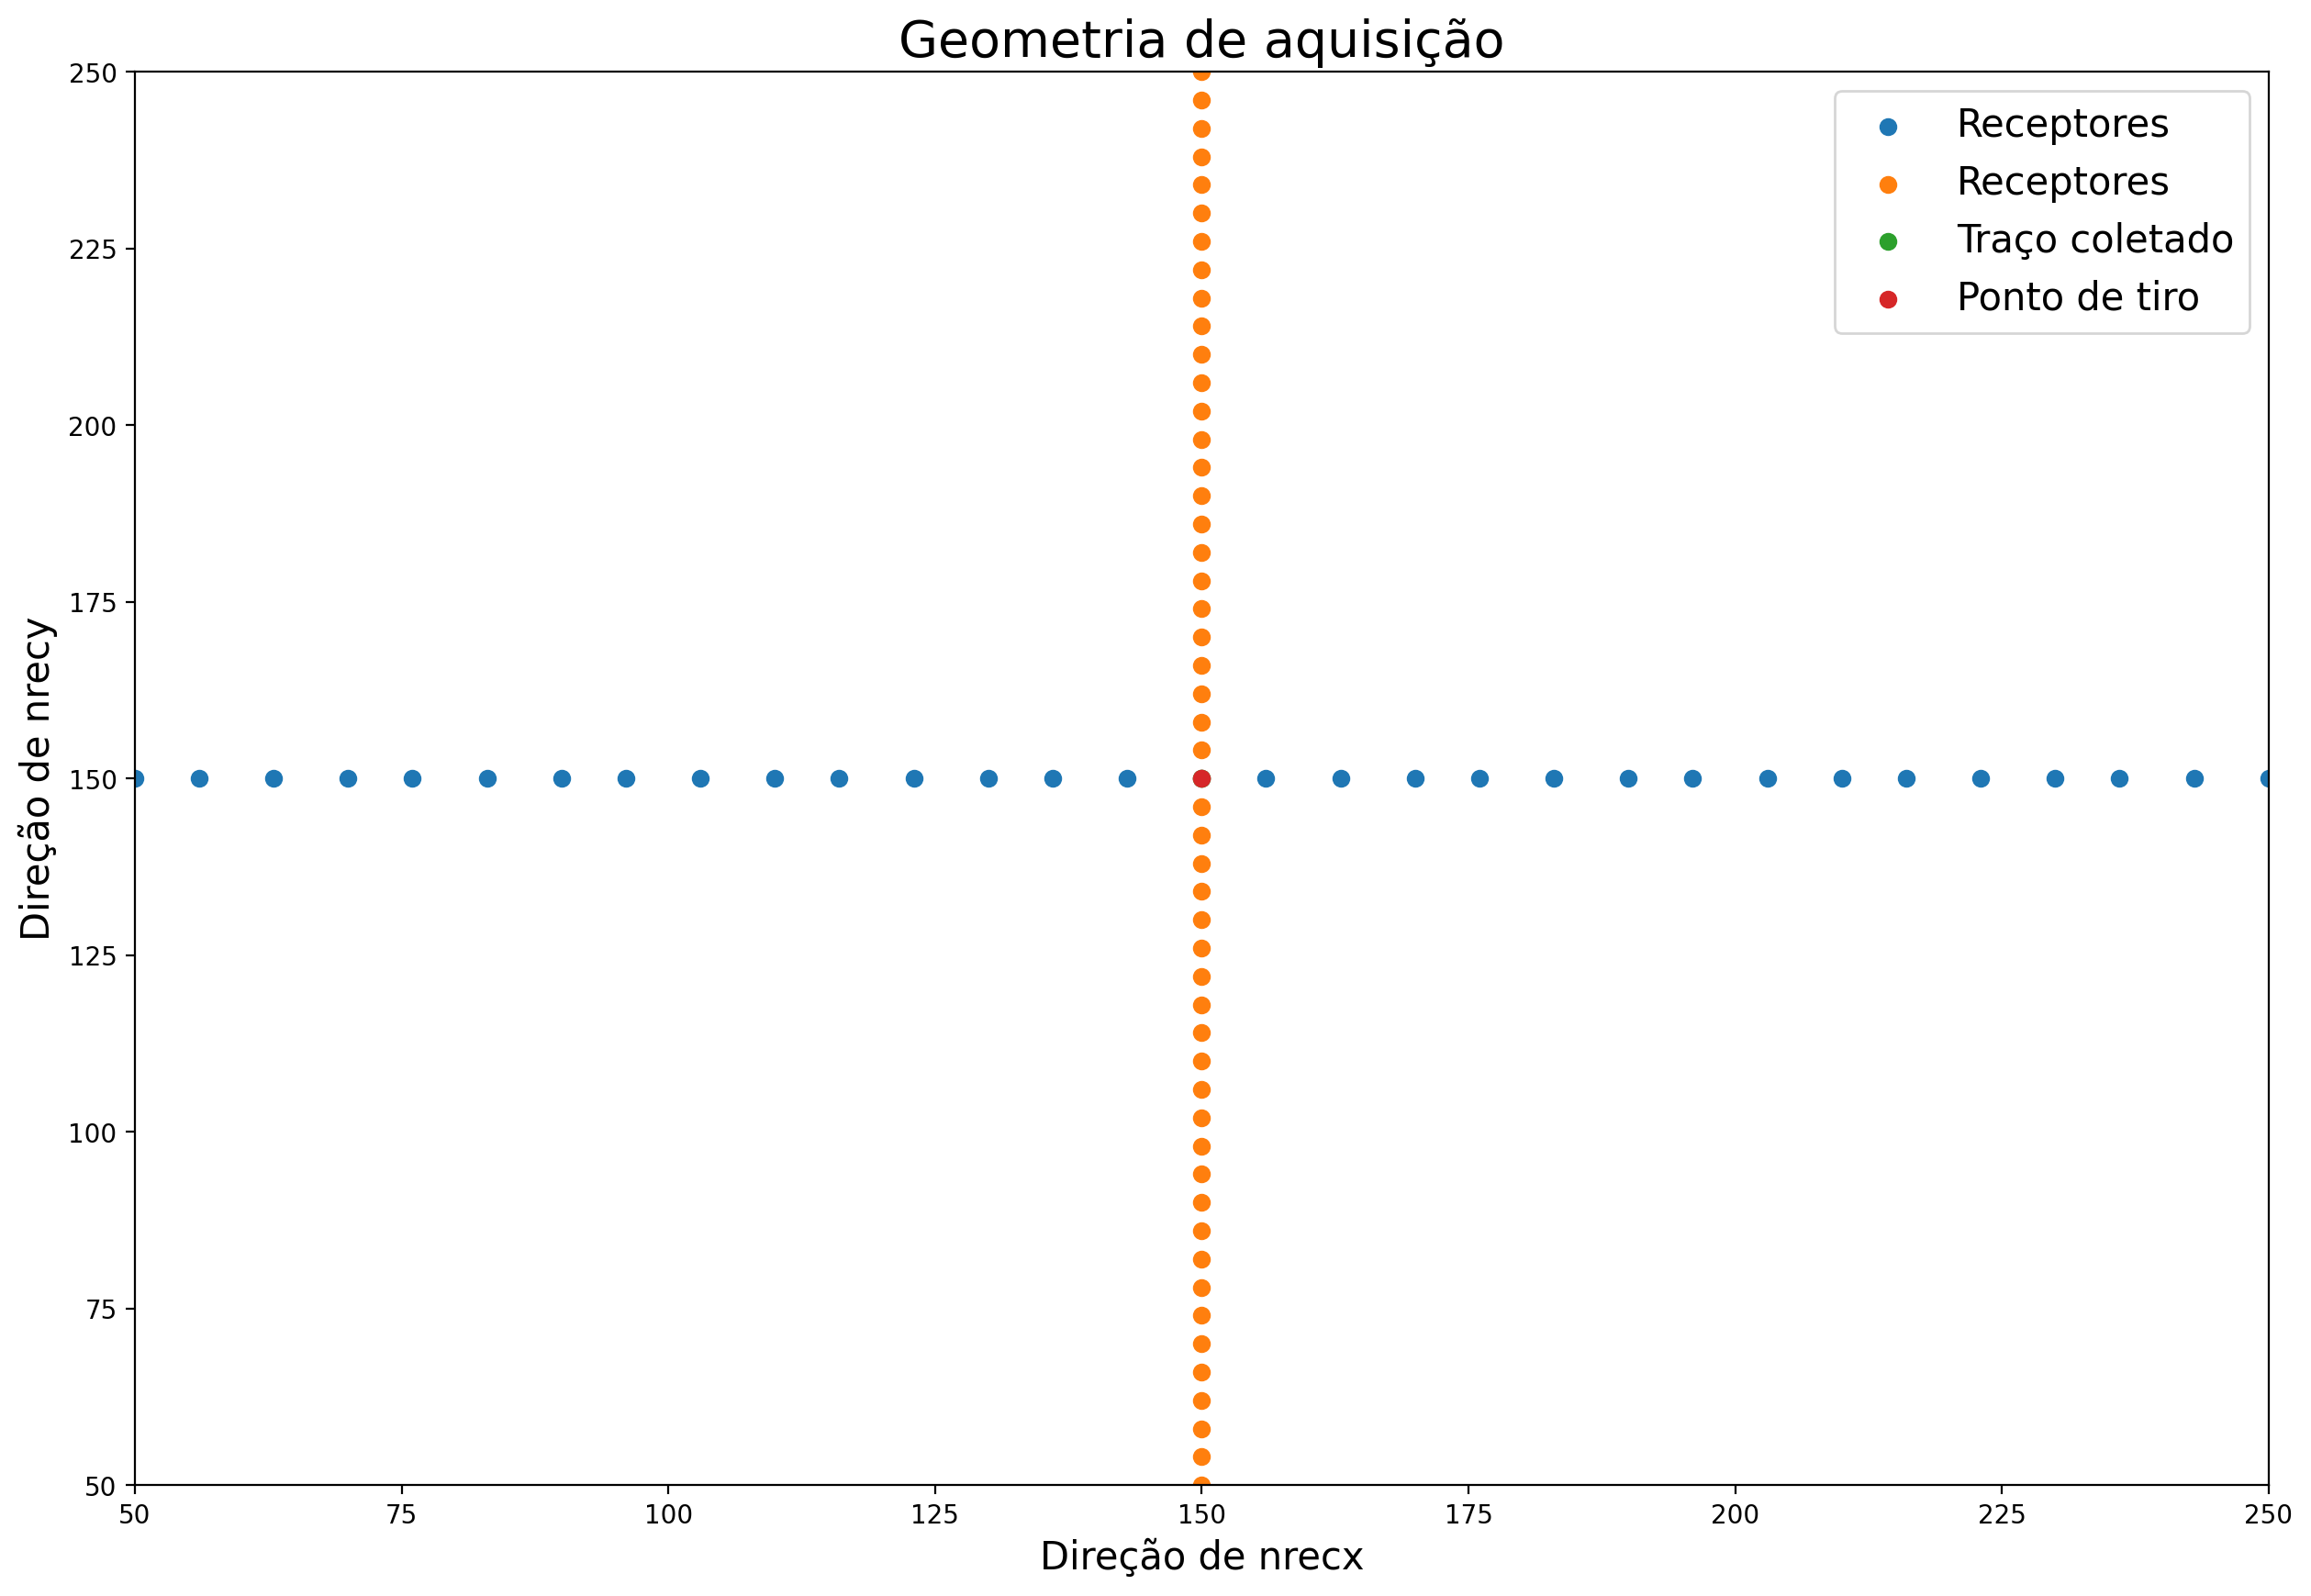 Geometria de aquisição
Receptores
Receptores
Traço coletado
Ponto de tiro
Direção de nrecy
250
225
200
175
150
125
100
75
50
50 75 100 125 150 175 200 225 250
Direção de nrecx